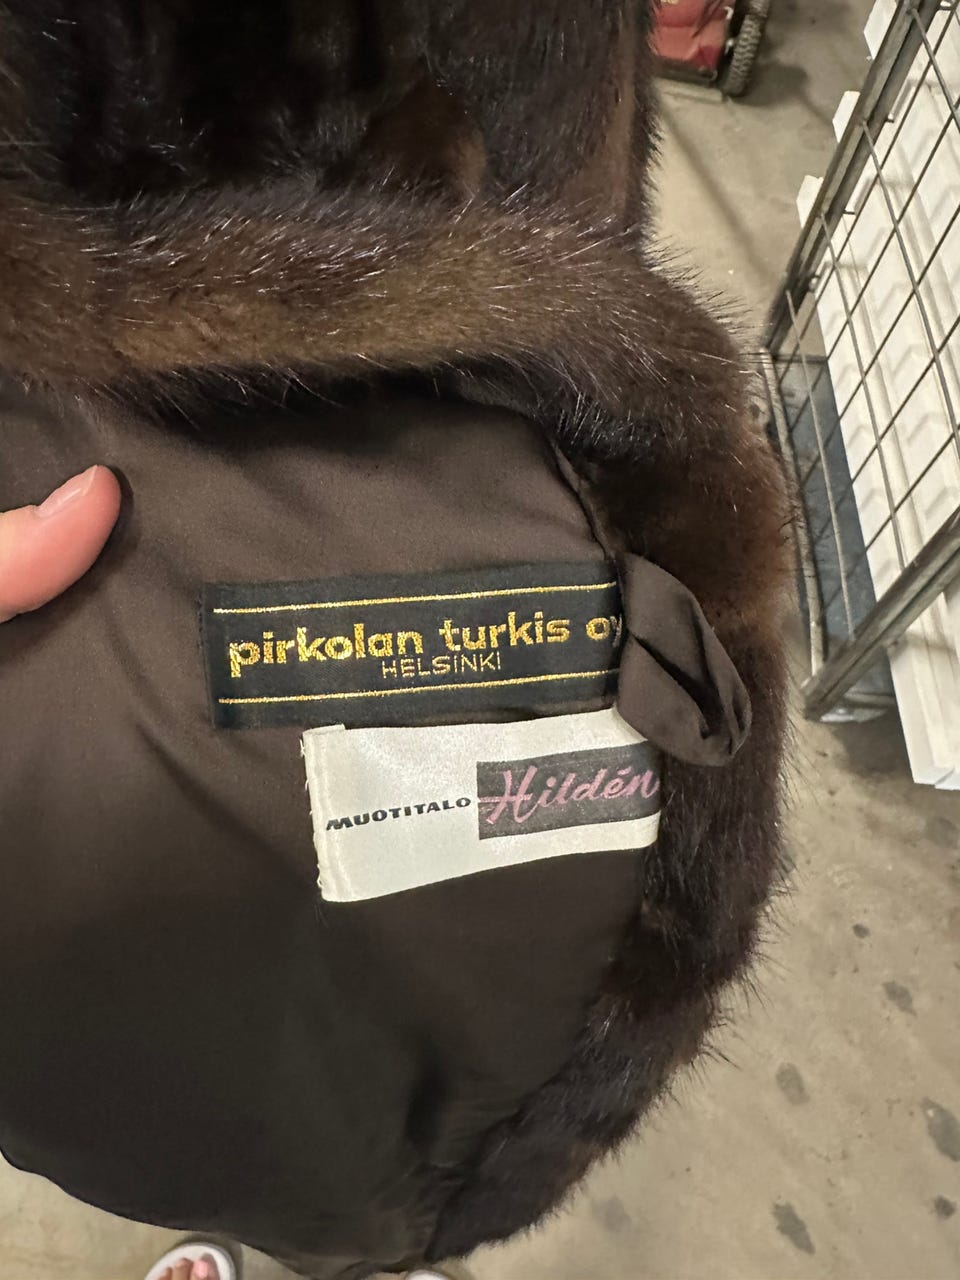 pirkolan turkis oy
HELSINKI
MUOTITALO Hildén